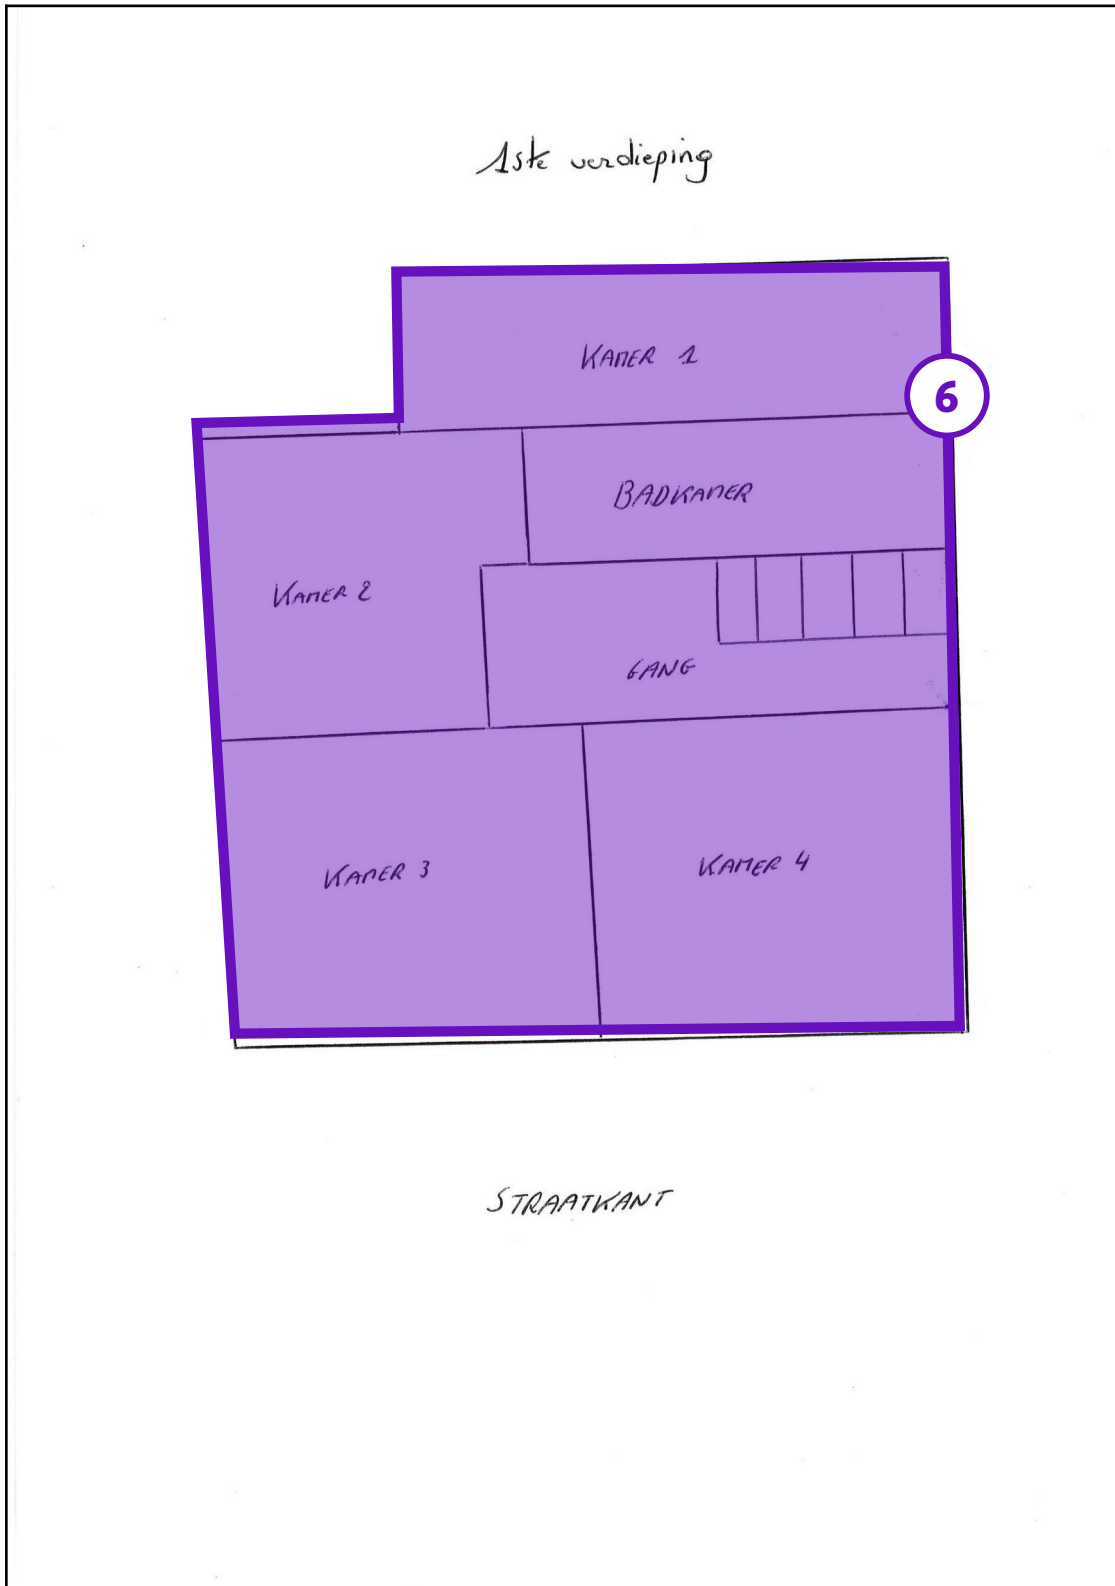 1ste verdieping
KAMER 1
6
BADKAMER
KAMER 2
GANG
KAMER 3
KAMER 4
STRAATKANT